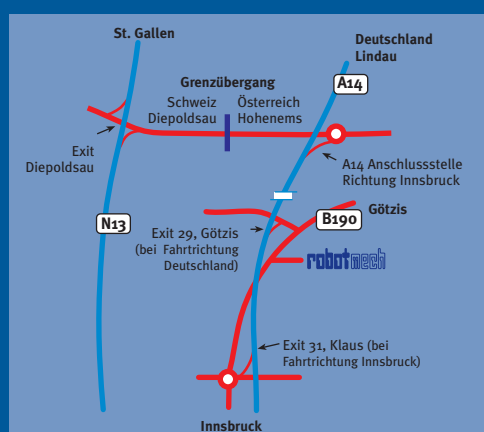 St. Gallen
Deutschland
Lindau
A14
Grenzübergang
Schweiz
Diepoldsau
Österreich
Hohenems
Exit
Diepoldsau
A14 Anschlussstelle
Richtung Innsbruck
N13
Götzis
B190
Exit 29, Götzis
(bei Fahrtrichtung
Deutschland)
robotmech
Exit 31, Klaus (bei
Fahrtrichtung Innsbruck)
Innsbruck